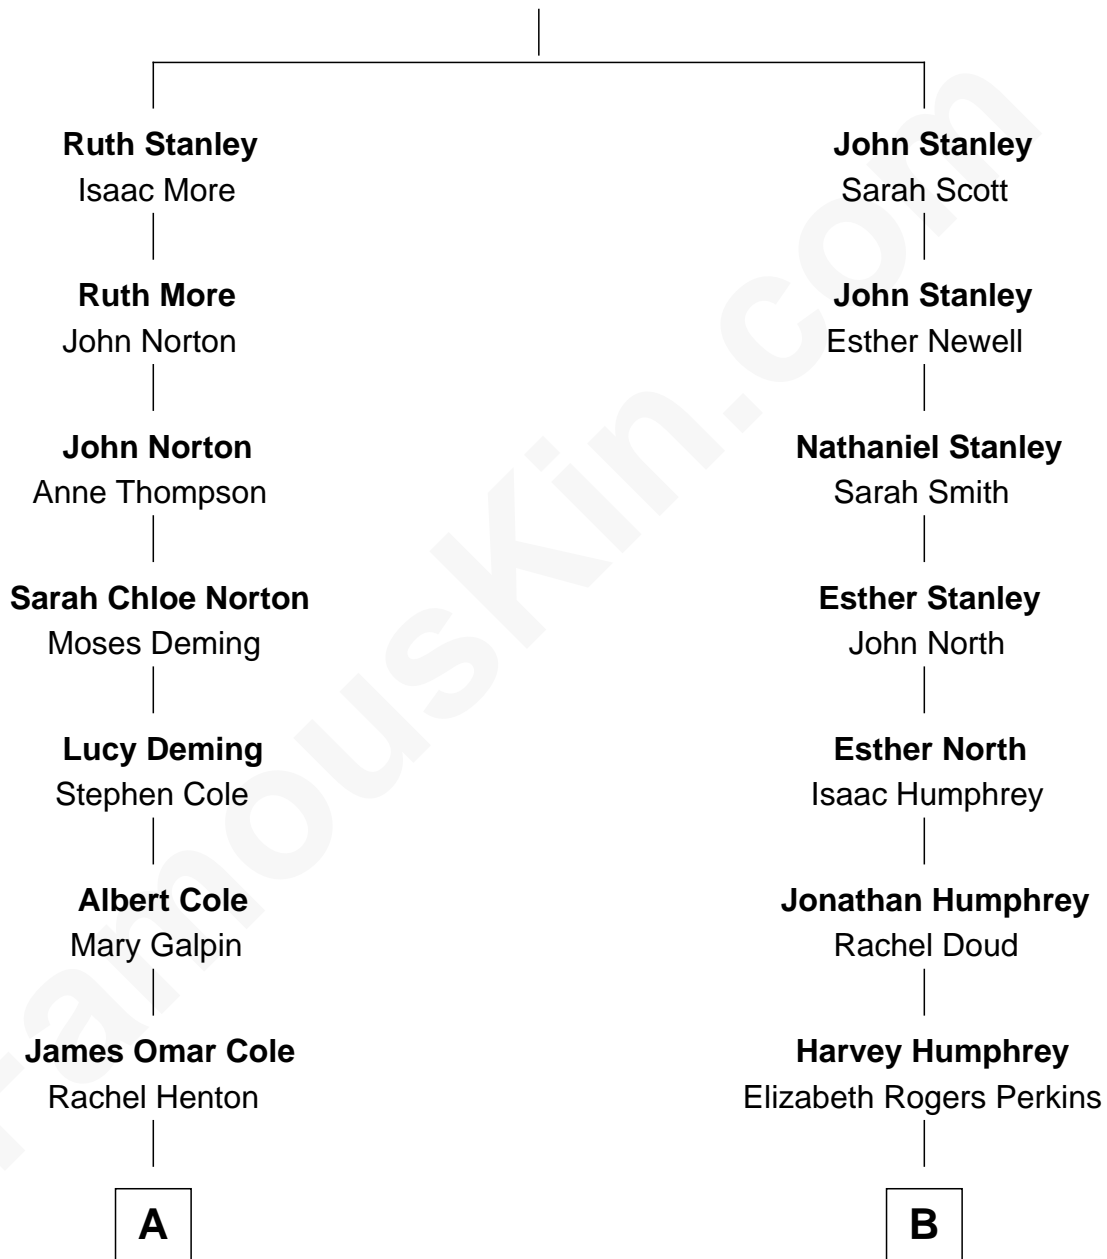 Ruth Stanley
Isaac More
Ruth More
John Norton
John Norton
Anne Thompson
Sarah Chloe Norton
Moses Deming
Lucy Deming
Stephen Cole
Albert Cole
Mary Galpin
James Omar Cole
Rachel Henton
A
John Stanley
Sarah Scott
John Stanley
Esther Newell
Nathaniel Stanley
Sarah Smith
Esther Stanley
John North
Esther North
Isaac Humphrey
Jonathan Humphrey
Rachel Doud
Harvey Humphrey
Elizabeth Rogers Perkins
B
FamousKin.com